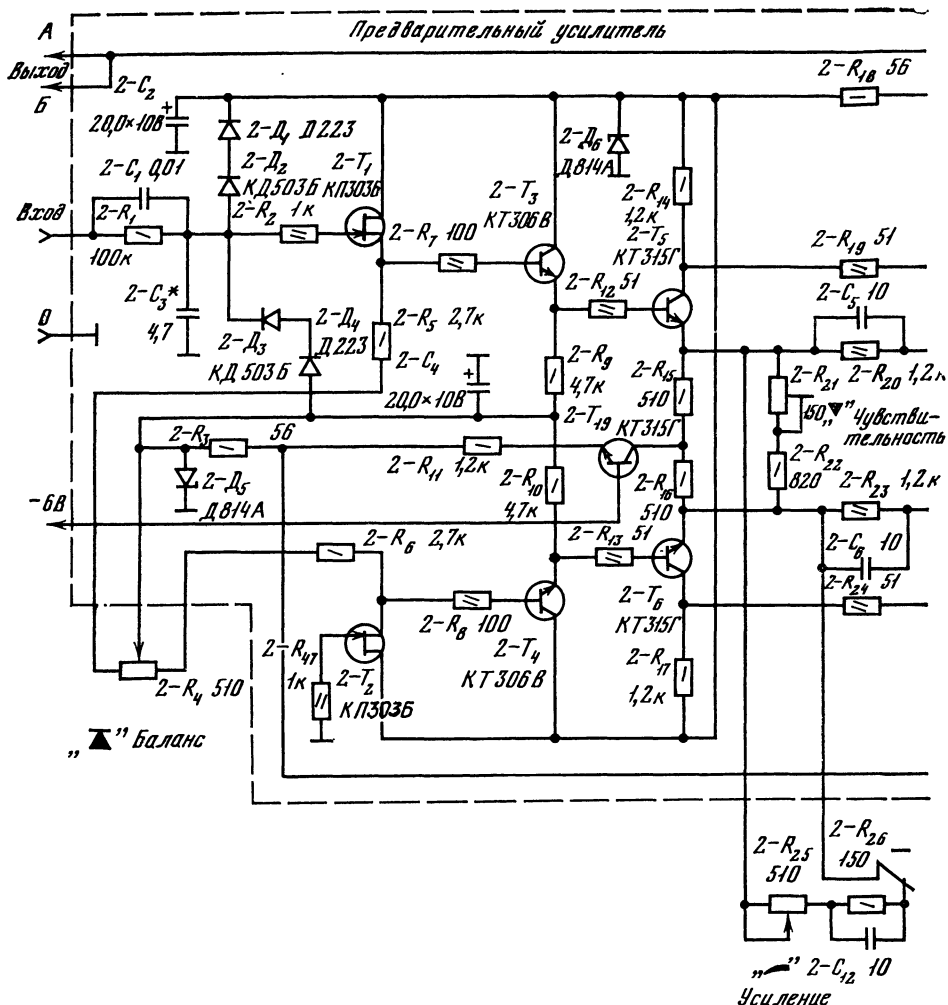 А
Предварительный усилитель
Выход
Б
2-C₂
20,0×10В
+
2-R₁₈ 56
2-Д₁ Д223
2-Д₂
КД503Б
2-T₁
КП303Б
2-Д₆
Д814А
2-C₁ 0,01
2-T₃
КТ306В
2-R₁₄
1,2к
2-T₅
КТ315Г
Вход
2-R₁
100к
2-R₂ 1к
2-R₇ 100
2-R₁₉ 51
2-C₅ 10
2-R₁₂ 51
0
2-C₃*
4,7
2-Д₃
КД503Б
2-Д₄
Д223
2-R₅ 2,7к
2-C₄
+
20,0×10В
2-R₉
4,7к
2-R₁₅
510
2-R₂₁
150
2-R₂₀ 1,2к
„▼” Чувстви-
тельность
2-T₁₉
КТ315Г
2-R₃ 56
2-R₁₁ 1,2к
2-Д₅
Д814А
2-R₁₀
4,7к
2-R₁₆
510
2-R₂₂
820
2-R₂₃ 1,2к
-6В
2-R₆ 2,7к
2-R₁₃ 51
2-C₆ 10
2-R₂₄ 51
2-T₆
КТ315Г
2-R₈ 100
2-T₄
КТ306В
2-R₄₇
1к
2-T₂
КП303Б
2-R₁₇
1,2к
2-R₄ 510
„ ” Баланс
2-R₂₅
510
2-R₂₆
150
2-C₁₂ 10
„ ”
Усиление